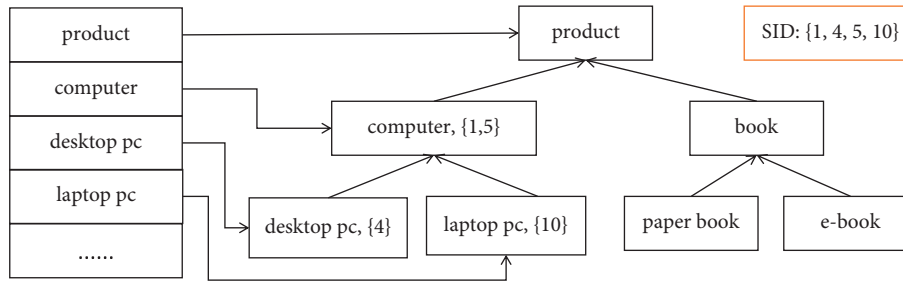 product
computer
desktop pc
laptop pc
......
product
SID: {1, 4, 5, 10}
computer, {1,5}
book
desktop pc, {4}
laptop pc, {10}
paper book
e-book